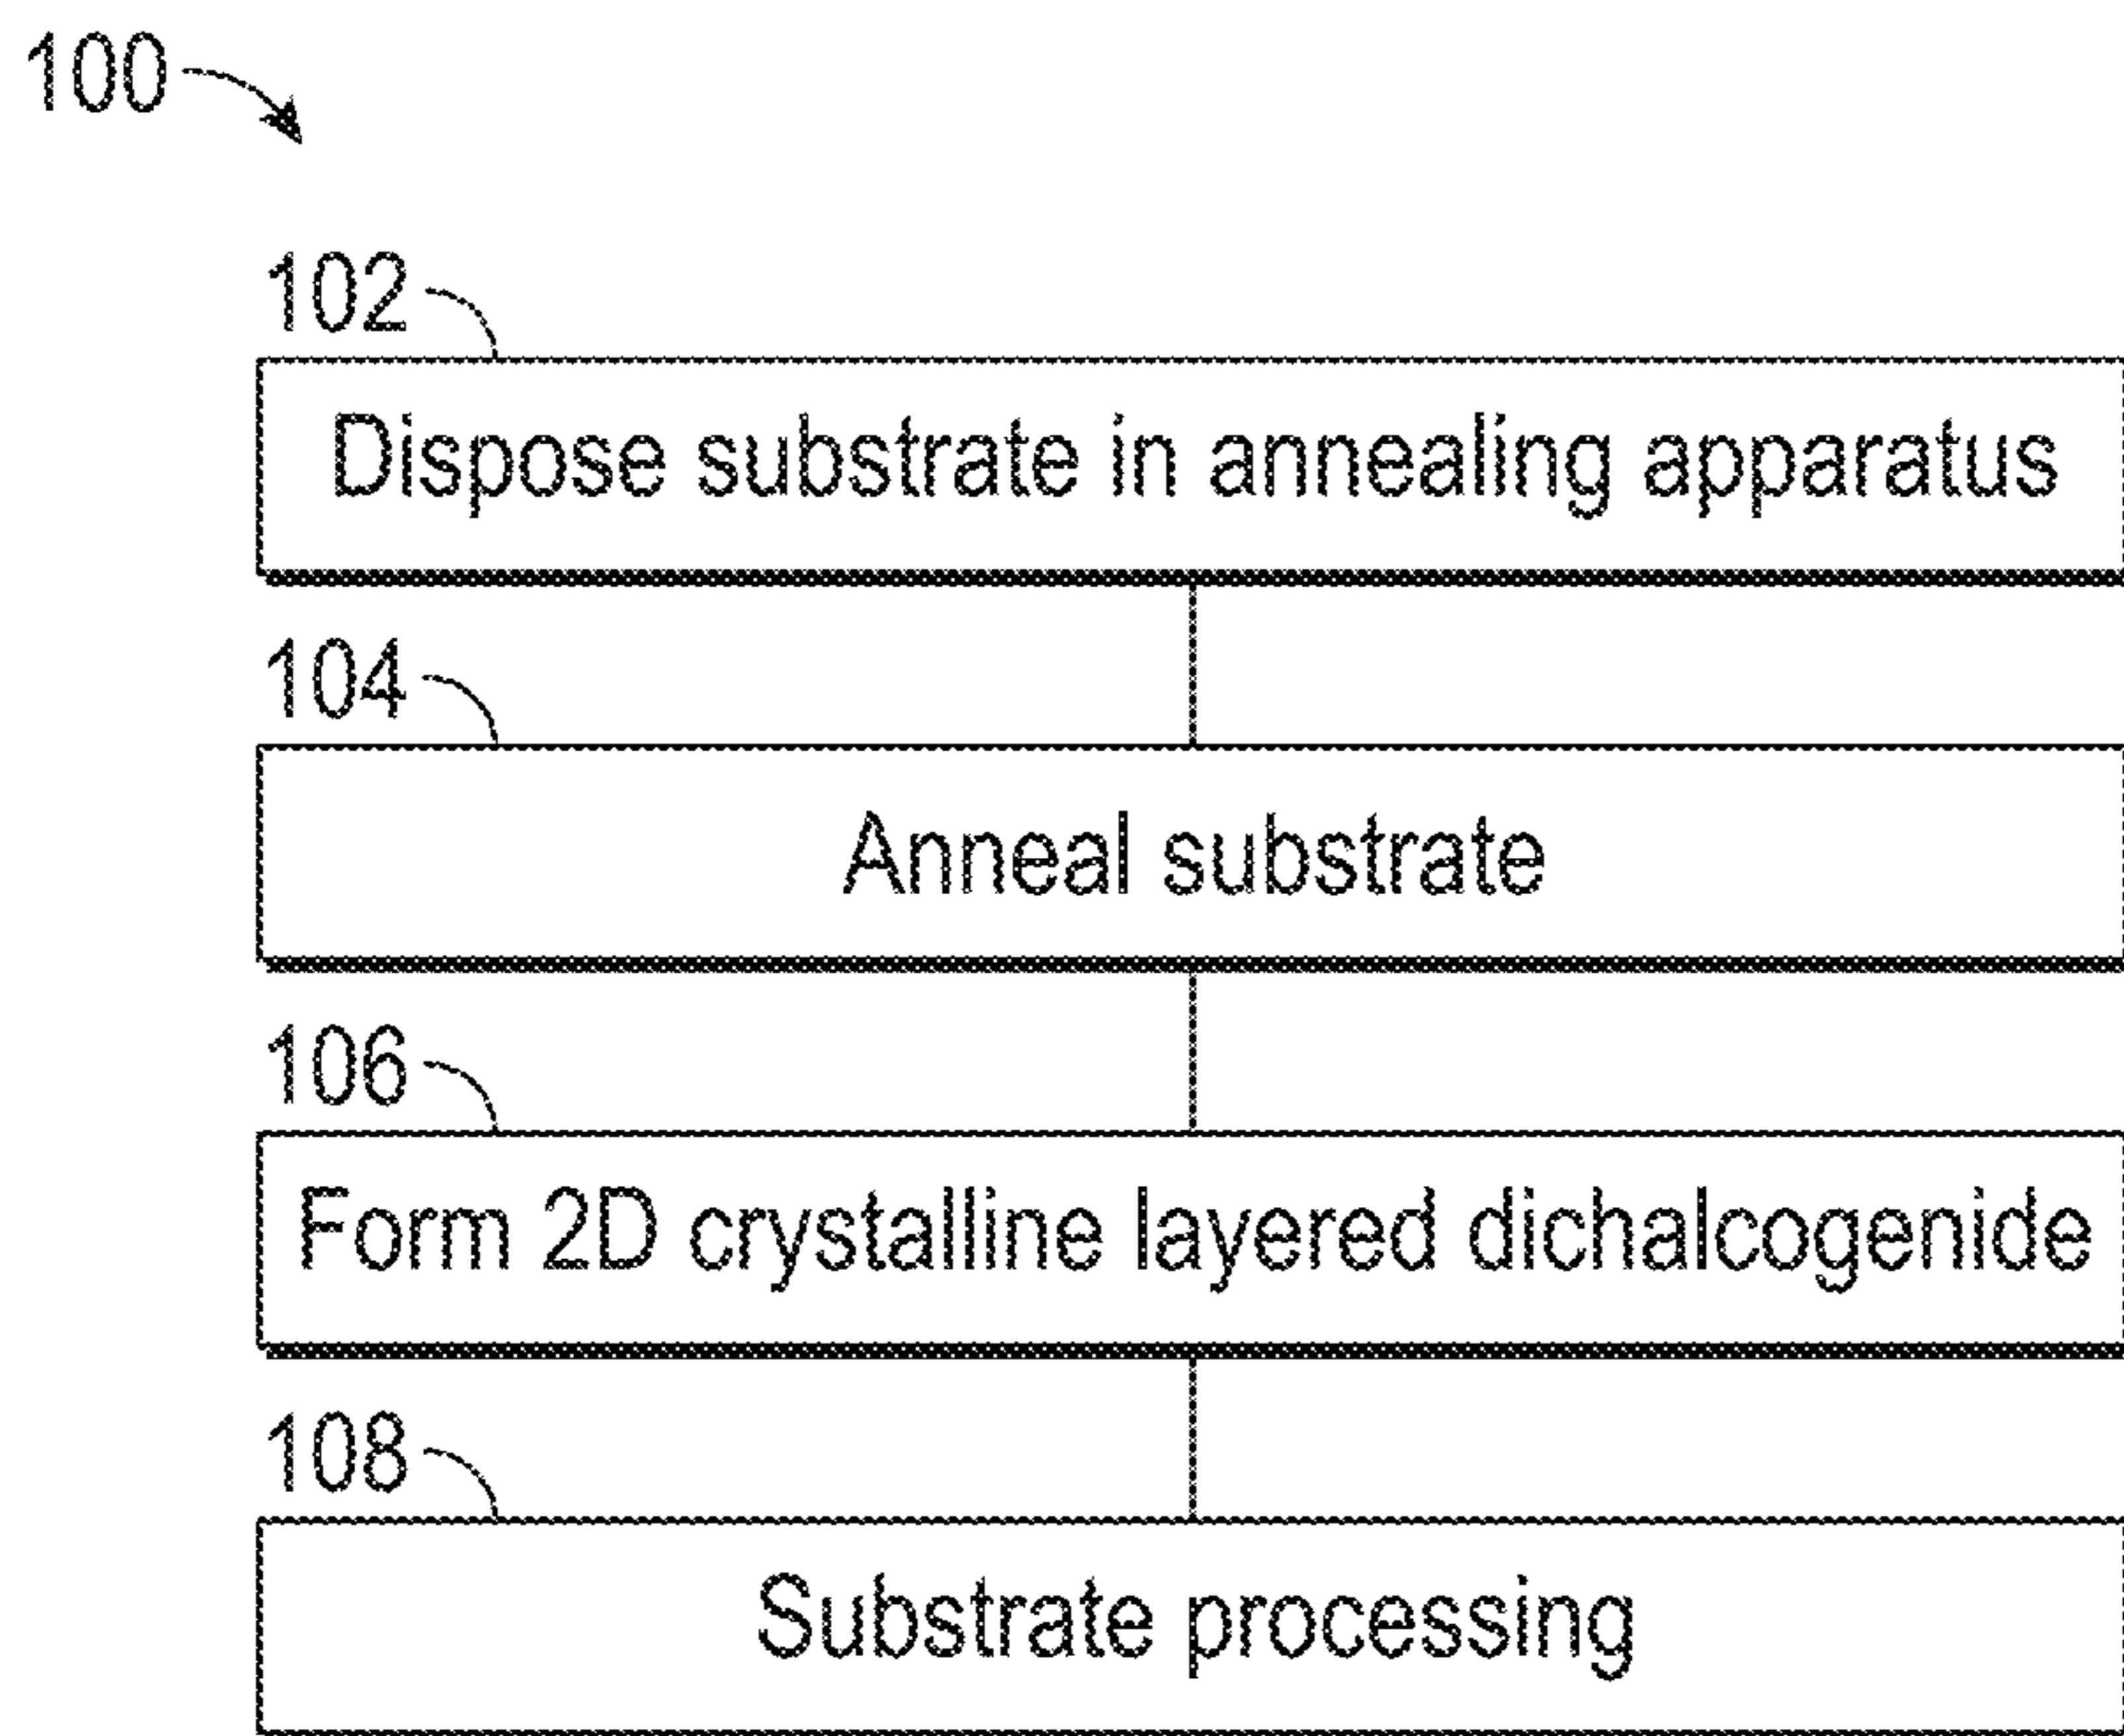 100
102
Dispose substrate in annealing apparatus
104
Anneal substrate
106
Form 2D crystalline layered dichalcogenide
108
Substrate processing